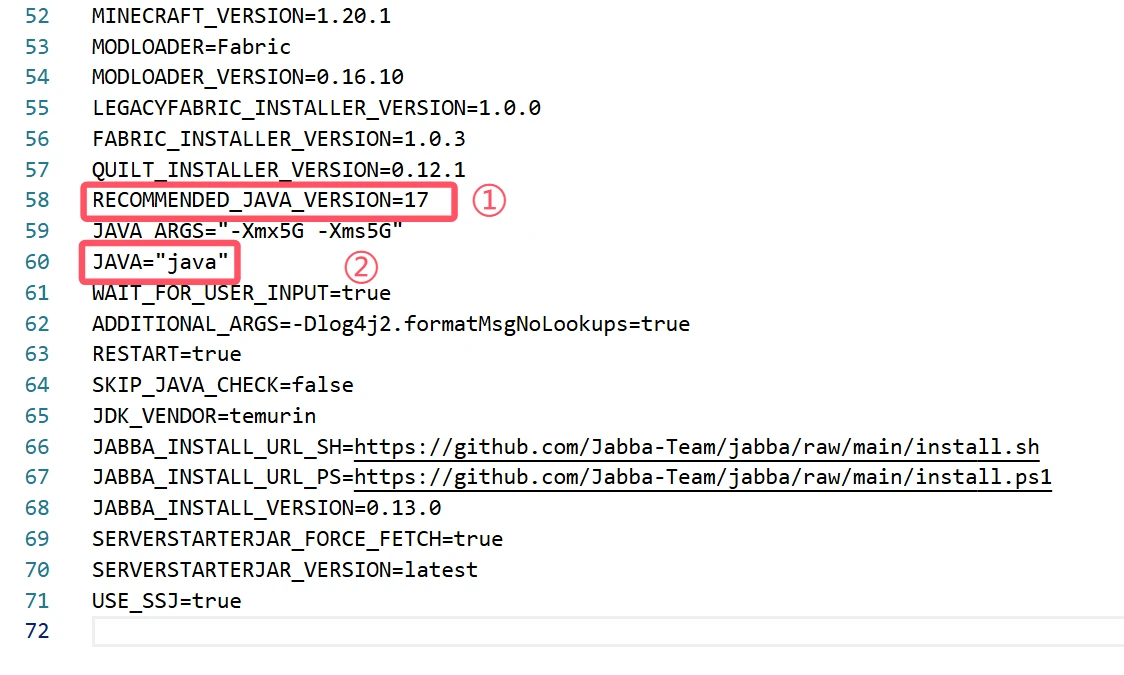 52 MINECRAFT_VERSION=1.20.1
53 MODLOADER=Fabric
54 MODLOADER_VERSION=0.16.10
55 LEGACYFABRIC_INSTALLER_VERSION=1.0.0
56 FABRIC_INSTALLER_VERSION=1.0.3
57 QUILT_INSTALLER_VERSION=0.12.1
58 RECOMMENDED_JAVA_VERSION=17 ①
59 JAVA_ARGS="-Xmx5G -Xms5G"
60 JAVA="java" ②
61 WAIT_FOR_USER_INPUT=true
62 ADDITIONAL_ARGS=-Dlog4j2.formatMsgNoLookups=true
63 RESTART=true
64 SKIP_JAVA_CHECK=false
65 JDK_VENDOR=temurin
66 JABBA_INSTALL_URL_SH=https://github.com/Jabba-Team/jabba/raw/main/install.sh
67 JABBA_INSTALL_URL_PS=https://github.com/Jabba-Team/jabba/raw/main/install.ps1
68 JABBA_INSTALL_VERSION=0.13.0
69 SERVERSTARTERJAR_FORCE_FETCH=true
70 SERVERSTARTERJAR_VERSION=latest
71 USE_SSJ=true
72